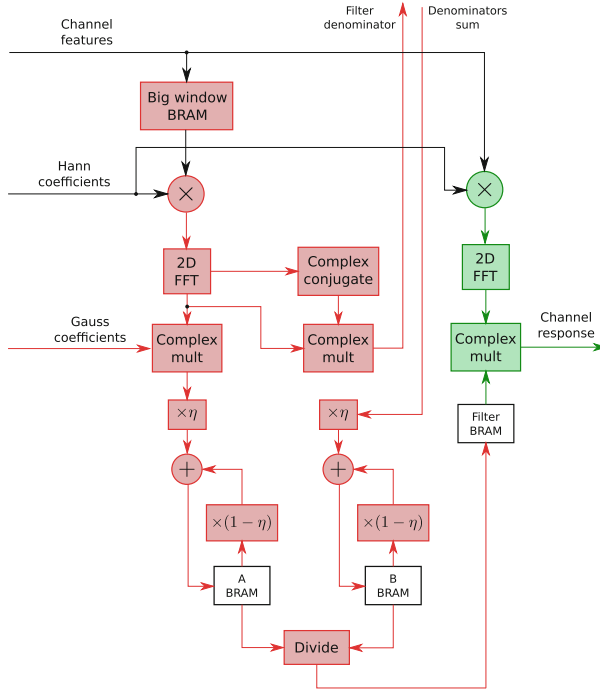 Channel
features
Filter
denominator
Denominators
sum
Big window
BRAM
Hann
coefficients
×
×
2D
FFT
Complex
conjugate
2D
FFT
Gauss
coefficients
Complex
mult
Complex
mult
Complex
mult
Channel
response
×η
×η
Filter
BRAM
+
+
×(1 − η)
×(1 − η)
A
BRAM
B
BRAM
Divide